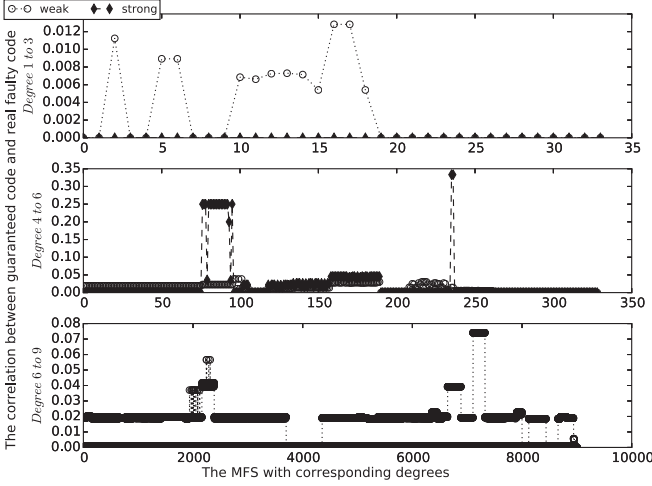 weak strong
The correlation between guaranteed code and real faulty code
Degree 1 to 3
0.012
0.010
0.008
0.006
0.004
0.002
0.000
0 5 10 15 20 25 30 35
Degree 4 to 6
0.35
0.30
0.25
0.20
0.15
0.10
0.05
0.00
0 50 100 150 200 250 300 350
Degree 6 to 9
0.08
0.07
0.06
0.05
0.04
0.03
0.02
0.01
0.00
0 2000 4000 6000 8000 10000
The MFS with corresponding degrees